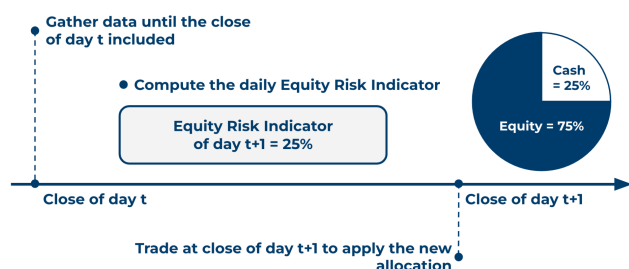 Gather data until the close
of day t included
Compute the daily Equity Risk Indicator
Cash
= 25%
Equity Risk Indicator
of day t+1 = 25%
Equity = 75%
Close of day t
Close of day t+1
Trade at close of day t+1 to apply the new
allocation